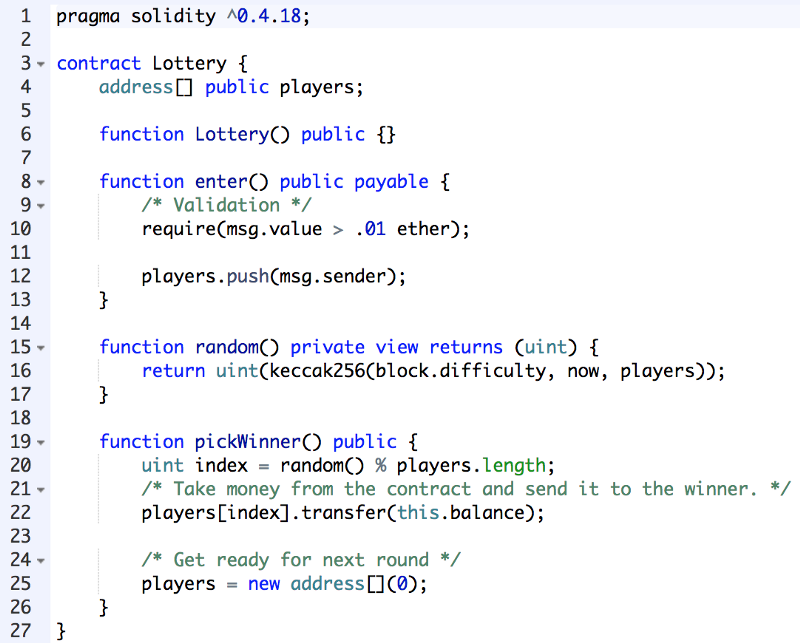 1 pragma solidity ^0.4.18;
2
3 contract Lottery {
4     address[] public players;
5
6     function Lottery() public {}
7
8     function enter() public payable {
9         /* Validation */
10         require(msg.value > .01 ether);
11
12         players.push(msg.sender);
13     }
14
15     function random() private view returns (uint) {
16         return uint(keccak256(block.difficulty, now, players));
17     }
18
19     function pickWinner() public {
20         uint index = random() % players.length;
21         /* Take money from the contract and send it to the winner. */
22         players[index].transfer(this.balance);
23
24         /* Get ready for next round */
25         players = new address[](0);
26     }
27 }